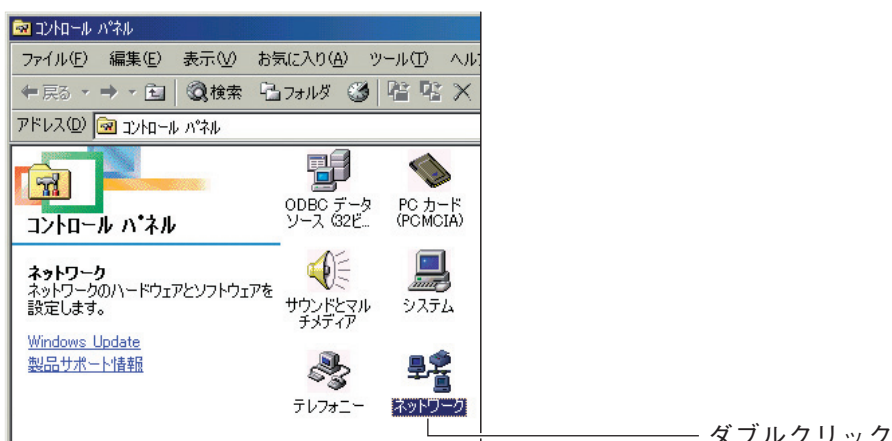 コントロール パネル
ファイル(F) 編集(E) 表示(V) お気に入り(A) ツール(T)
戻る 検索 フォルダ
アドレス(D) コントロール パネル
コントロール パネル
ネットワーク
ネットワークのハードウェアとソフトウェアを
設定します。
Windows Update
製品サポート情報
ODBC データ
ソース (32ビ...
PC カード
(PCMCIA)
サウンドとマル
チメディア
システム
テレフォニー
ネットワーク
ダブルクリック